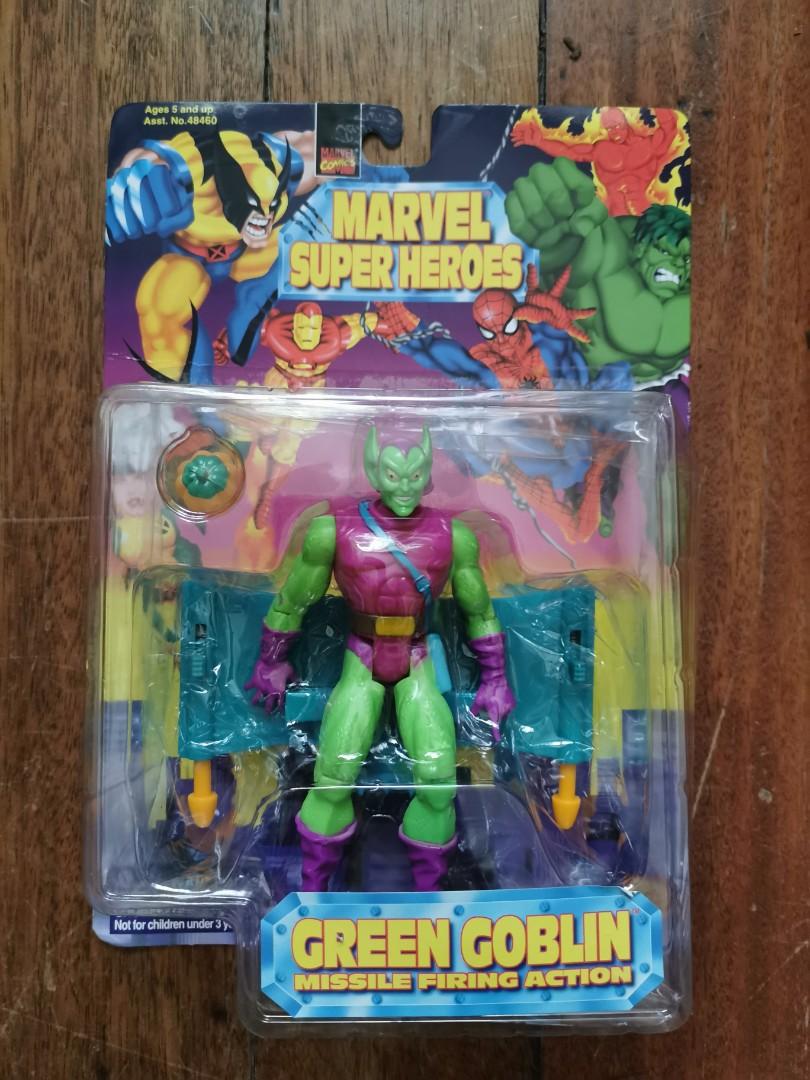 Ages 5 and up
Asst. No.48460
MARVEL
COMICS
MARVEL
SUPER HEROES
Not for children under 3
GREEN GOBLIN™
MISSILE FIRING ACTION